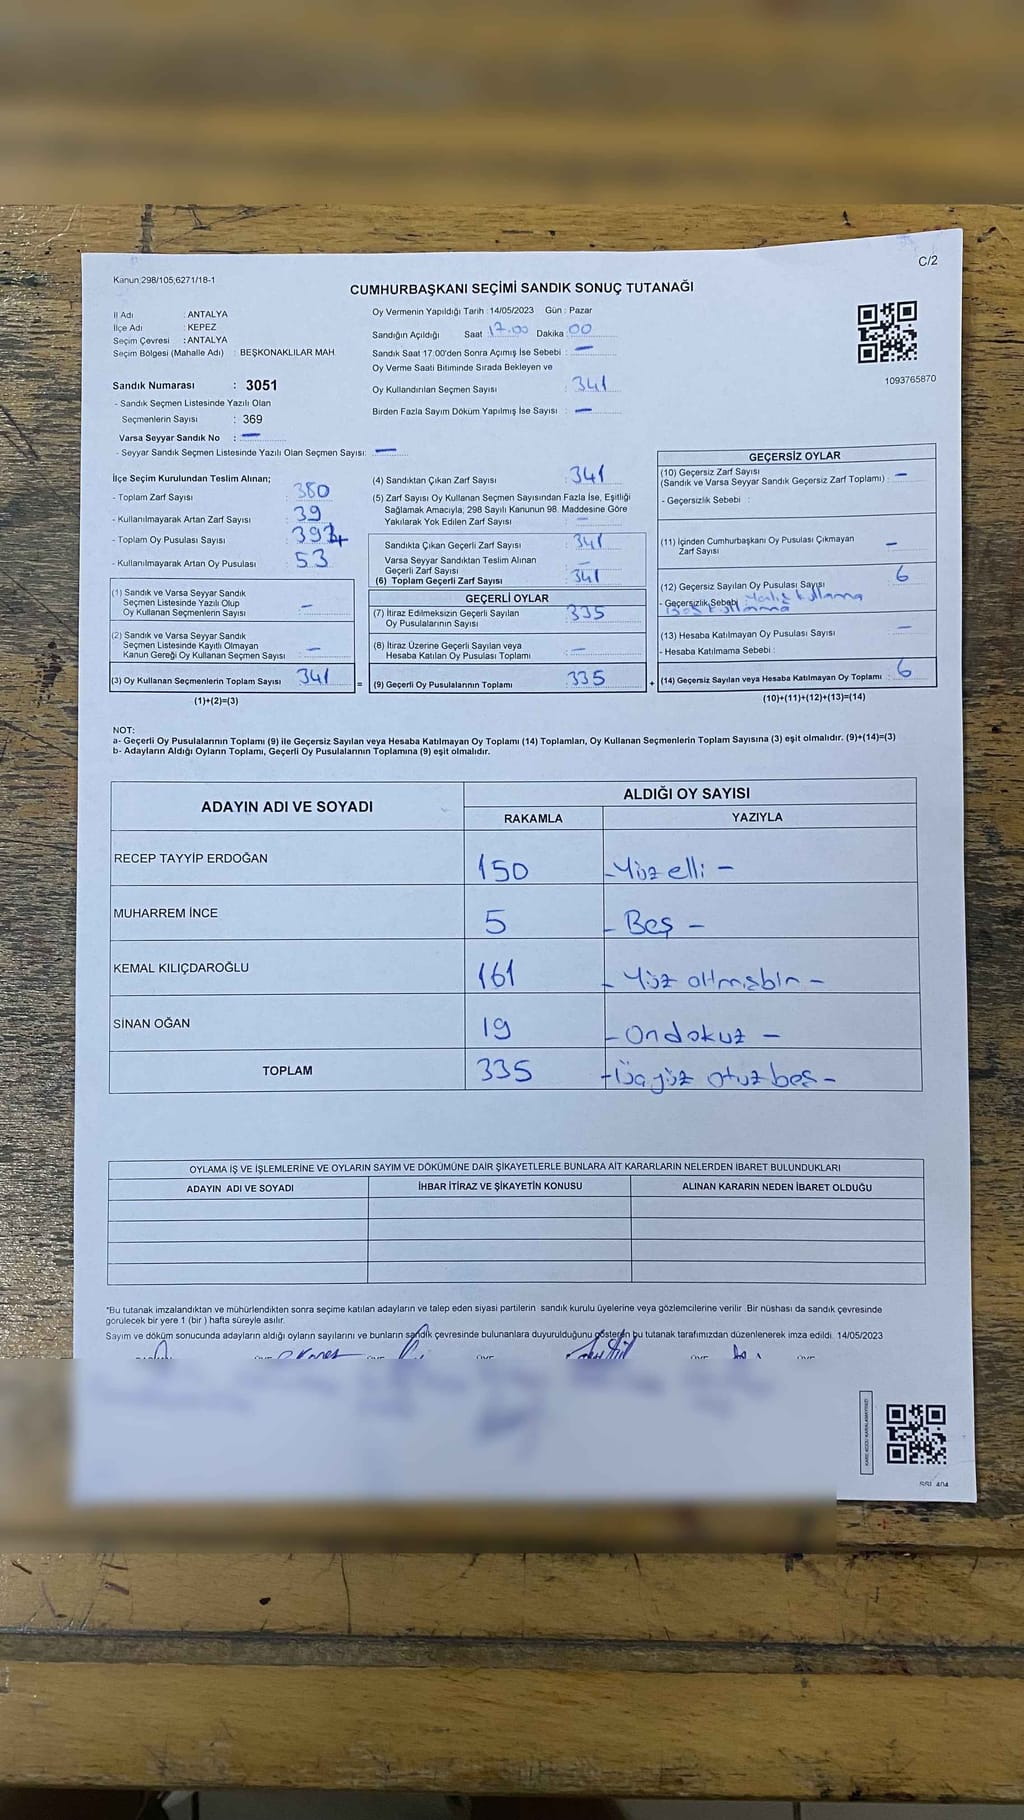 C/2
Kanun 298/105,6271/18-1
CUMHURBAŞKANI SEÇİMİ SANDIK SONUÇ TUTANAĞI
İl Adı : ANTALYA
İlçe Adı : KEPEZ
Seçim Çevresi : ANTALYA
Seçim Bölgesi (Mahalle Adı) : BEŞKONAKLILAR MAH.
Sandık Numarası : 3051
- Sandık Seçmen Listesinde Yazılı Olan
Seçmenlerin Sayısı : 369
Varsa Seyyar Sandık No : —
- Seyyar Sandık Seçmen Listesinde Yazılı Olan Seçmen Sayısı: —
Oy Vermenin Yapıldığı Tarih : 14/05/2023 Gün : Pazar
Sandığın Açıldığı Saat 17.00 Dakika 00
Sandık Saat 17:00'den Sonra Açımış İse Sebebi : —
Oy Verme Saati Bitiminde Sırada Bekleyen ve
Oy Kullandırılan Seçmen Sayısı : 341
Birden Fazla Sayım Döküm Yapılmış İse Sayısı : —
1093765870
İlçe Seçim Kurulundan Teslim Alınan;
- Toplam Zarf Sayısı : 380
- Kullanılmayarak Artan Zarf Sayısı : 39
- Toplam Oy Pusulası Sayısı :
- Kullanılmayarak Artan Oy Pusulası : 53
(1) Sandık ve Varsa Seyyar Sandık
Seçmen Listesinde Yazılı Olup
Oy Kullanan Seçmenlerin Sayısı : —
(2) Sandık ve Varsa Seyyar Sandık
Seçmen Listesinde Kayıtlı Olmayan
Kanun Gereği Oy Kullanan Seçmen Sayısı : —
(3) Oy Kullanan Seçmenlerin Toplam Sayısı : 341
(1)+(2)=(3)
(4) Sandıktan Çıkan Zarf Sayısı : 341
(5) Zarf Sayısı Oy Kullanan Seçmen Sayısından Fazla İse, Eşitliği
Sağlamak Amacıyla, 298 Sayılı Kanunun 98. Maddesine Göre
Yakılarak Yok Edilen Zarf Sayısı : —
Sandıkta Çıkan Geçerli Zarf Sayısı : 341
Varsa Seyyar Sandıktan Teslim Alınan
Geçerli Zarf Sayısı : —
(6) Toplam Geçerli Zarf Sayısı : 341
GEÇERLİ OYLAR
(7) İtiraz Edilmeksizin Geçerli Sayılan
Oy Pusulalarının Sayısı : 335
(8) İtiraz Üzerine Geçerli Sayılan veya
Hesaba Katılan Oy Pusulası Toplamı : —
= (9) Geçerli Oy Pusulalarının Toplamı : 335
GEÇERSİZ OYLAR
(10) Geçersiz Zarf Sayısı
(Sandık ve Varsa Seyyar Sandık Geçersiz Zarf Toplamı) : —
- Geçersizlik Sebebi :
(11) İçinden Cumhurbaşkanı Oy Pusulası Çıkmayan
Zarf Sayısı : —
(12) Geçersiz Sayılan Oy Pusulası Sayısı : 6
- Geçersizlik Sebebi : kullanma
(13) Hesaba Katılmayan Oy Pusulası Sayısı : —
- Hesaba Katılmama Sebebi :
+ (14) Geçersiz Sayılan veya Hesaba Katılmayan Oy Toplamı : 6
(10)+(11)+(12)+(13)=(14)
NOT:
a- Geçerli Oy Pusulalarının Toplamı (9) ile Geçersiz Sayılan veya Hesaba Katılmayan Oy Toplamı (14) Toplamları, Oy Kullanan Seçmenlerin Toplam Sayısına (3) eşit olmalıdır. (9)+(14)=(3)
b- Adayların Aldığı Oyların Toplamı, Geçerli Oy Pusulalarının Toplamına (9) eşit olmalıdır.
ADAYIN ADI VE SOYADI ALDIĞI OY SAYISI
RAKAMLA YAZIYLA
RECEP TAYYİP ERDOĞAN 150 -Yüz elli -
MUHARREM İNCE 5 - Beş -
KEMAL KILIÇDAROĞLU 161 - Yüz altmışbir -
SİNAN OĞAN 19 - Ondokuz -
TOPLAM 335 -Üçyüz otuz beş-
OYLAMA İŞ VE İŞLEMLERİNE VE OYLARIN SAYIM VE DÖKÜMÜNE DAİR ŞİKAYETLERLE BUNLARA AİT KARARLARIN NELERDEN İBARET BULUNDUKLARI
ADAYIN ADI VE SOYADI İHBAR İTİRAZ VE ŞİKAYETİN KONUSU ALINAN KARARIN NEDEN İBARET OLDUĞU
*Bu tutanak imzalandıktan ve mühürlendikten sonra seçime katılan adayların ve talep eden siyasi partilerin sandık kurulu üyelerine veya gözlemcilerine verilir. Bir nüshası da sandık çevresinde
görülecek bir yere 1 (bir) hafta süreyle asılır.
Sayım ve döküm sonucunda adayların aldığı oyların sayılarını ve bunların sandık çevresinde bulunanlara duyurulduğunu gösteren bu tutanak tarafımızdan düzenlenerek imza edildi. 14/05/2023